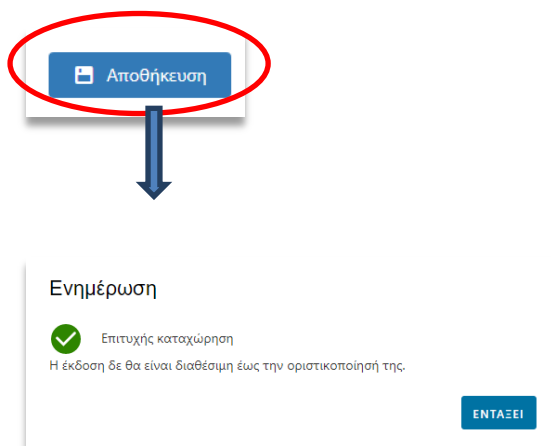 Αποθήκευση
Ενημέρωση
Επιτυχής καταχώρηση
Η έκδοση δε θα είναι διαθέσιμη έως την οριστικοποίησή της.
ΕΝΤΑΞΕΙ